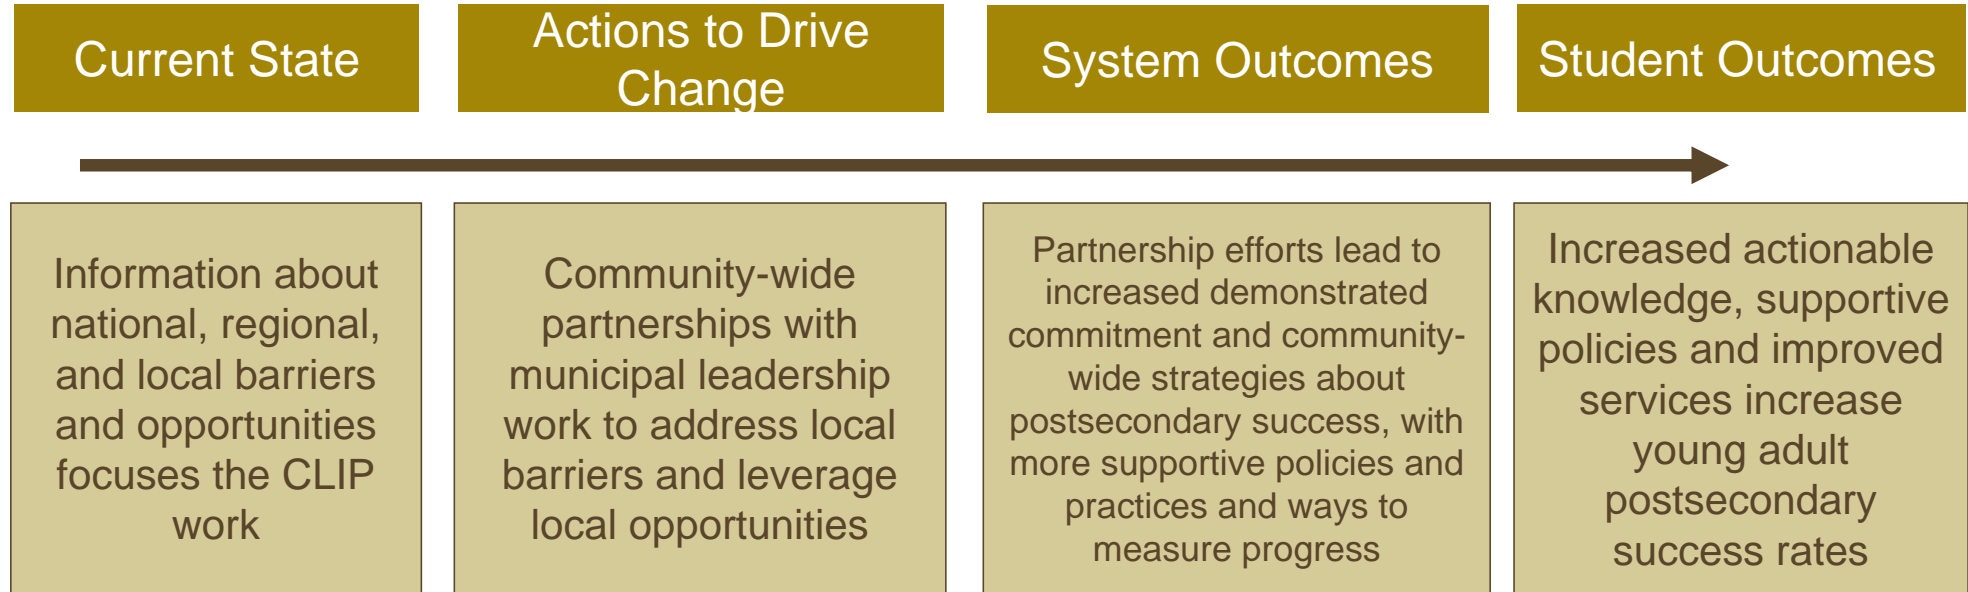 Current State
Actions to Drive
Change
System Outcomes
Student Outcomes
Information about
national, regional,
and local barriers
and opportunities
focuses the CLIP
work
Community-wide
partnerships with
municipal leadership
work to address local
barriers and leverage
local opportunities
Partnership efforts lead to
increased demonstrated
commitment and community-
wide strategies about
postsecondary success, with
more supportive policies and
practices and ways to
measure progress
Increased actionable
knowledge, supportive
policies and improved
services increase
young adult
postsecondary
success rates